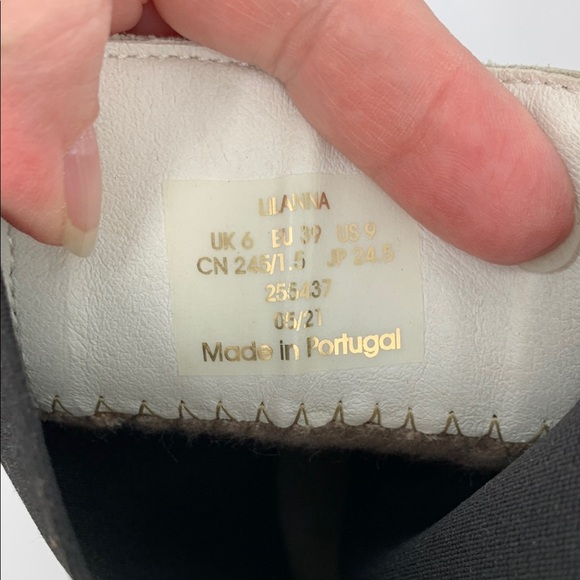 LILANNA
UK 6 EU 39 US 9
CN 245/1.5 JP 24.5
255437
05/21
Made in Portugal